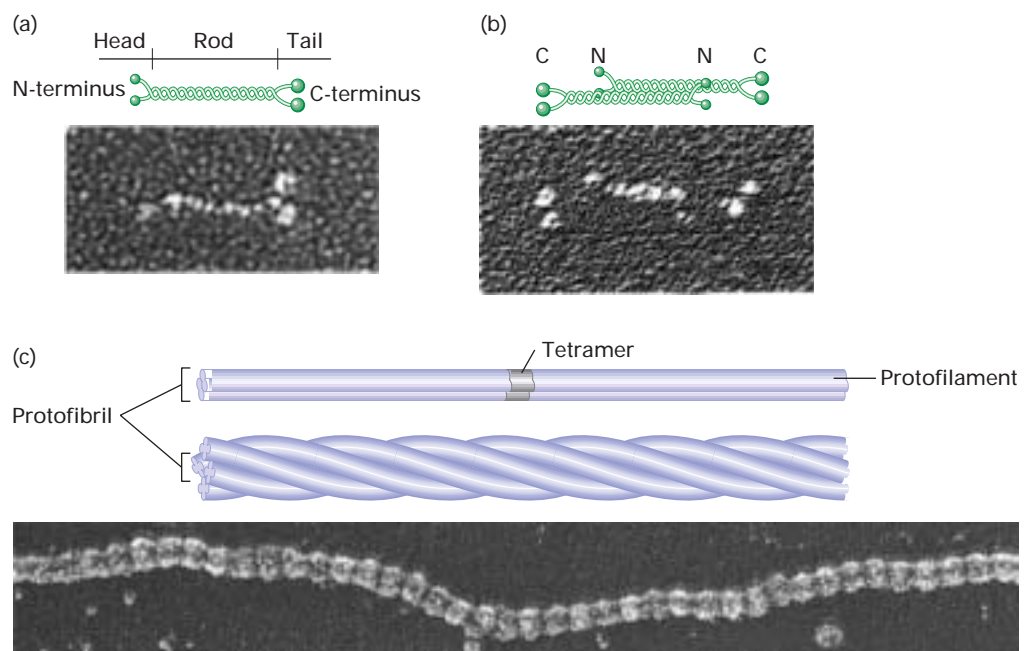 (a)
Head Rod Tail
N-terminus C-terminus
(b)
C N N C
(c)
Tetramer
Protofilament
Protofibril